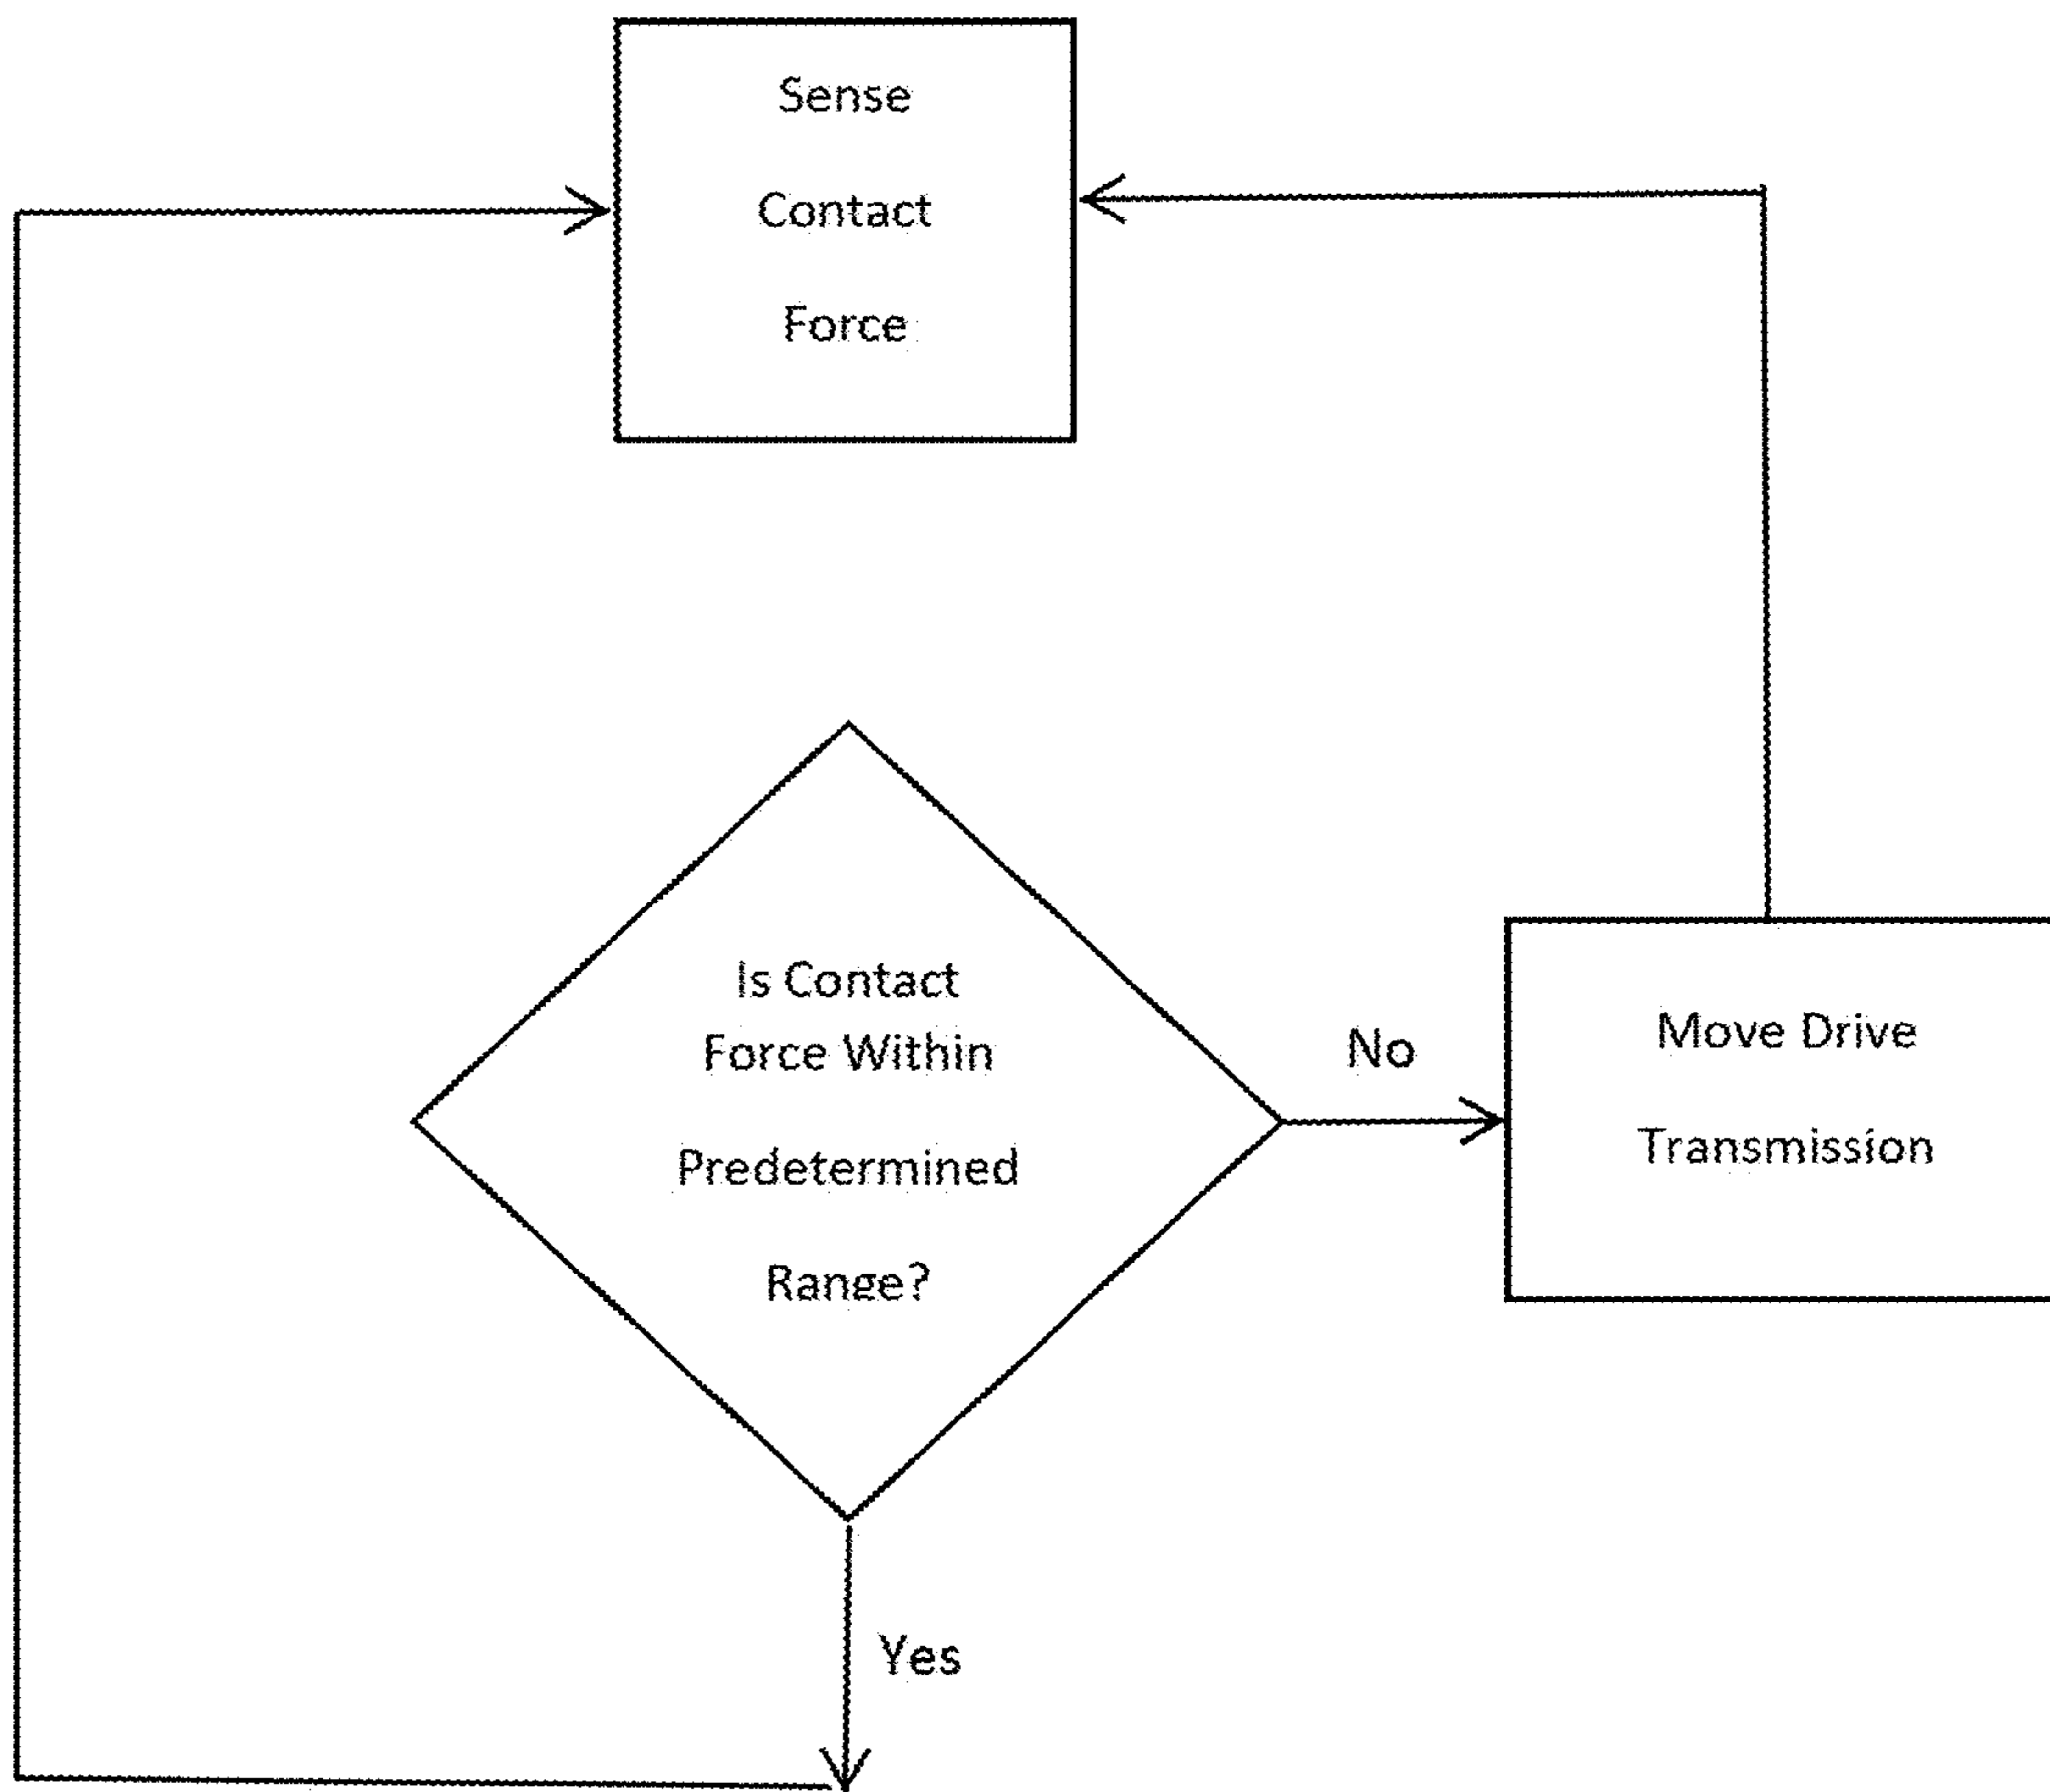 Sense
Contact
Force
Is Contact
Force Within
Predetermined
Range?
No
Move Drive
Transmission
Yes